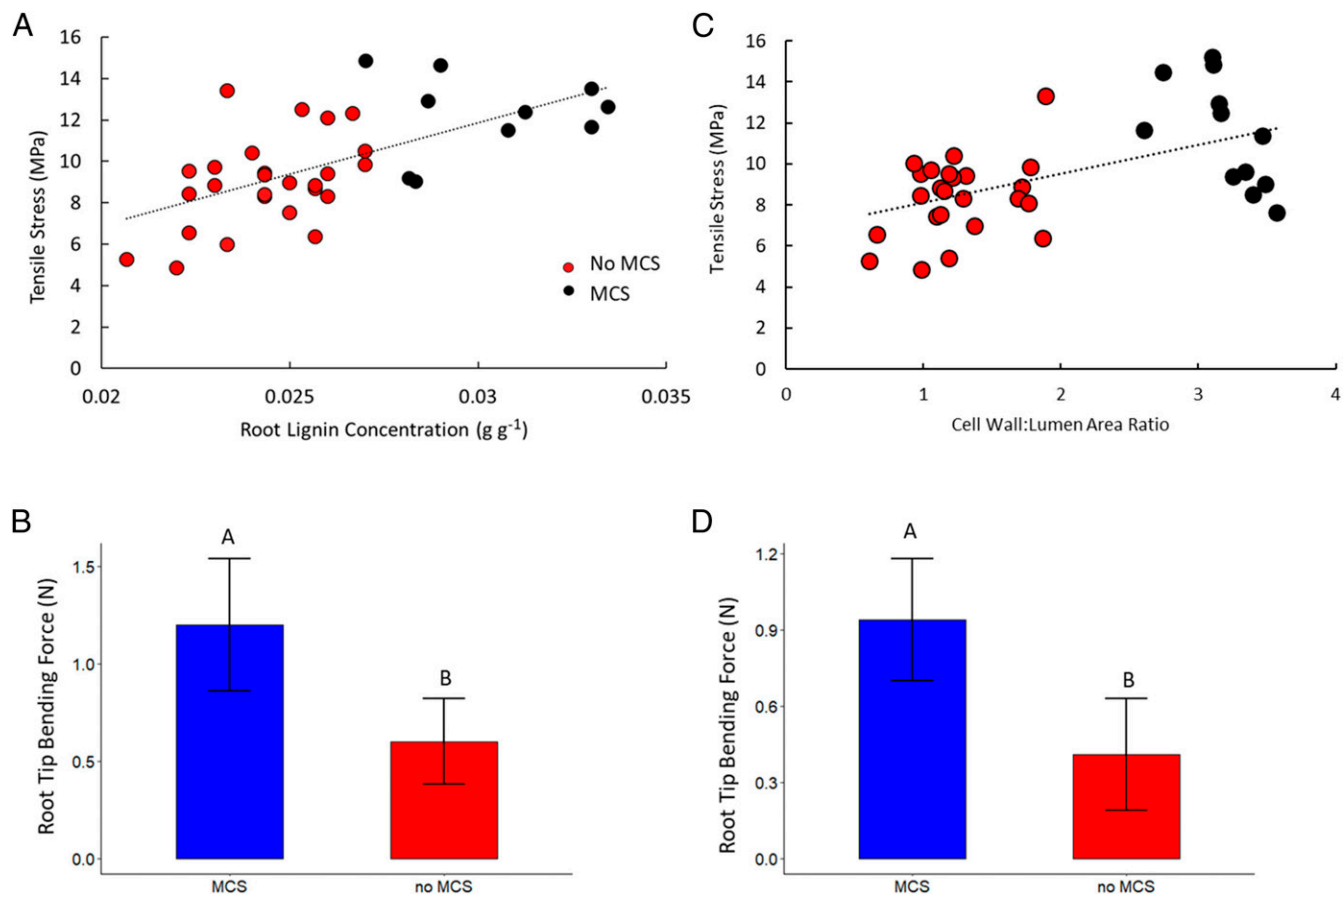 A
16
14
12
10
8
6
4
2
0
Tensile Stress (MPa)
No MCS
MCS
0.02
0.025
0.03
0.035
Root Lignin Concentration (g g⁻¹)
C
16
14
12
10
8
6
4
2
0
Tensile Stress (MPa)
0
1
2
3
4
Cell Wall:Lumen Area Ratio
B
1.5
1.0
0.5
0.0
Root Tip Bending Force (N)
A
B
MCS
no MCS
D
1.2
0.9
0.6
0.3
0.0
Root Tip Bending Force (N)
A
B
MCS
no MCS